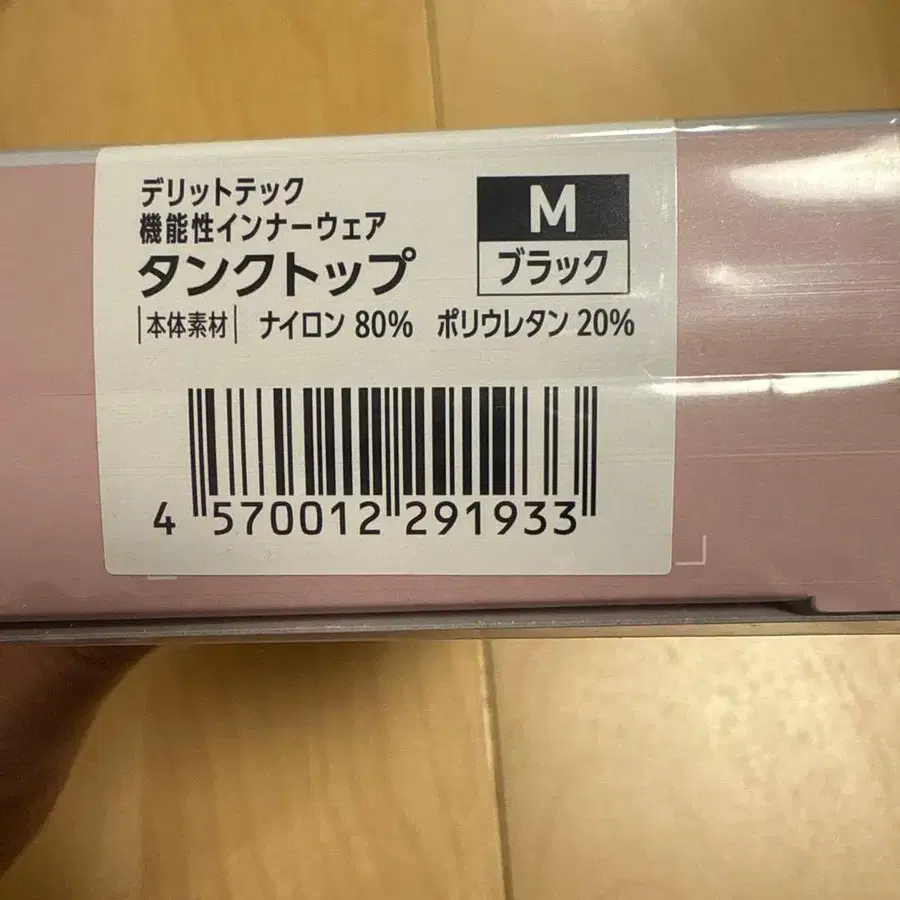 デリットテック
機能性インナーウェア
タンクトップ
M
ブラック
本体素材 ナイロン 80% ポリウレタン 20%
4 570012 291933